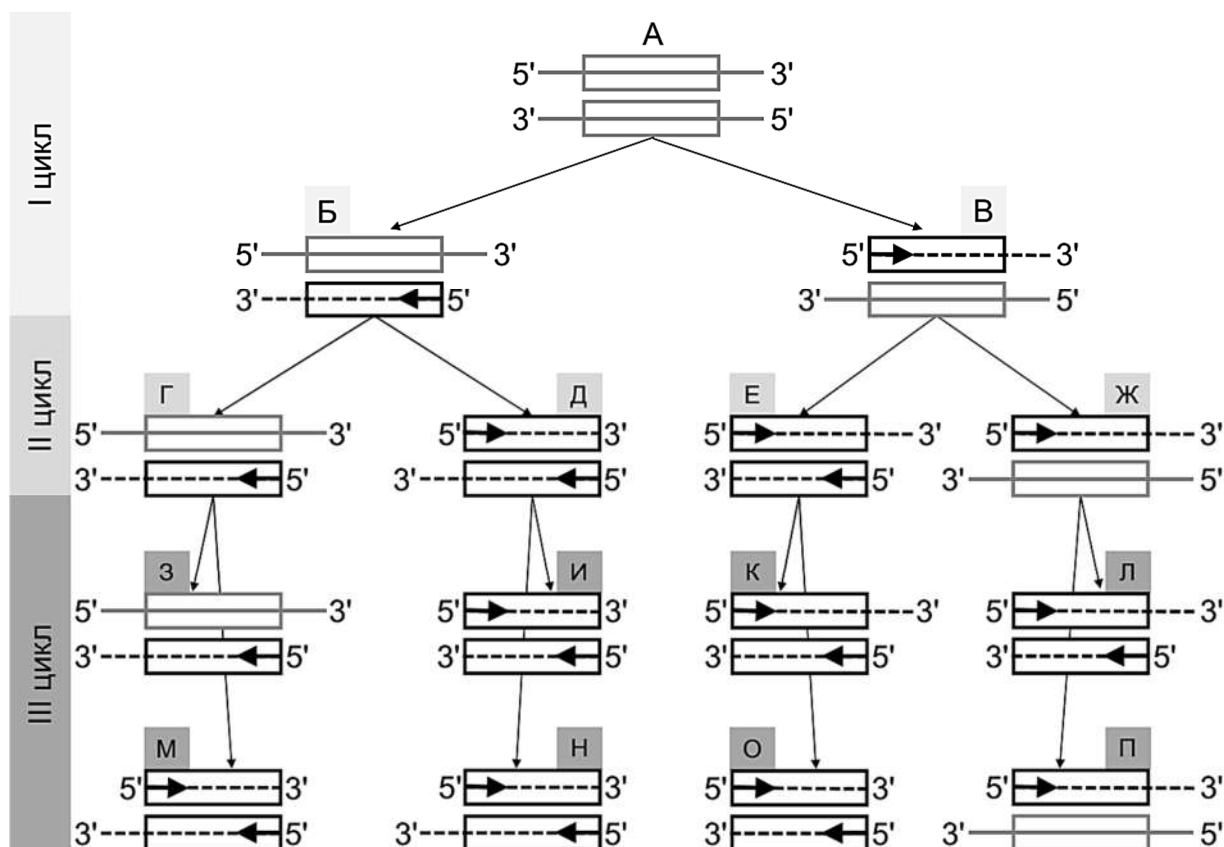 А
5' 3'
3' 5'
I цикл
Б В
5' 3' 5' 3'
3' 5' 3' 5'
II цикл
Г Д Е Ж
5' 3' 5' 3' 5' 3' 5' 3'
3' 5' 3' 5' 3' 5' 3' 5'
III цикл
З И К Л
5' 3' 5' 3' 5' 3' 5' 3'
3' 5' 3' 5' 3' 5' 3' 5'
М Н О П
5' 3' 5' 3' 5' 3' 5' 3'
3' 5' 3' 5' 3' 5' 3' 5'